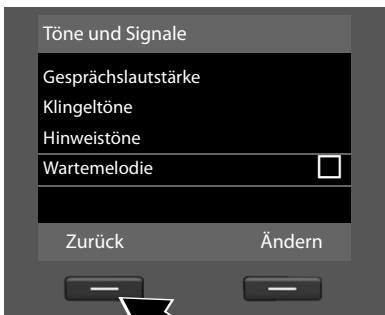 Töne und Signale
Gesprächslautstärke
Klingeltöne
Hinweistöne
Wartemelodie
Zurück Ändern